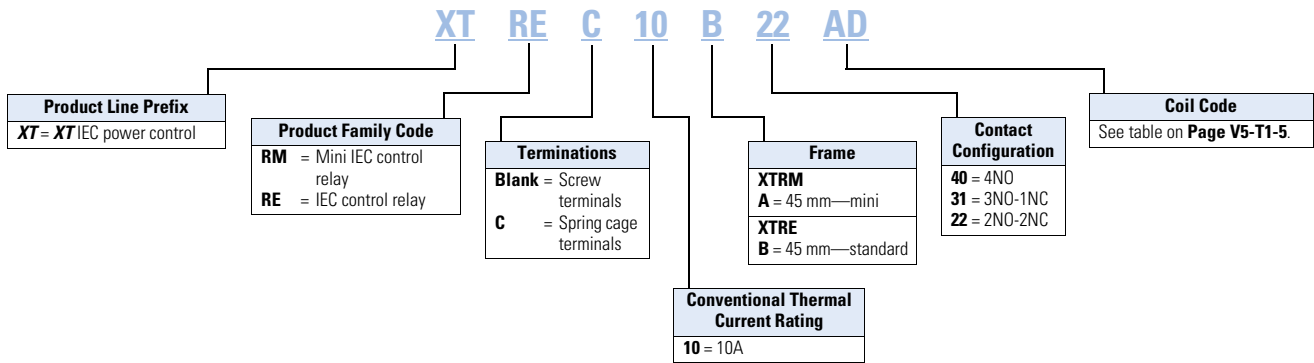 XT RE C 10 B 22 AD
Product Line Prefix
XT = XT IEC power control
Product Family Code
RM = Mini IEC control
relay
RE = IEC control relay
Terminations
Blank = Screw
terminals
C = Spring cage
terminals
Conventional Thermal
Current Rating
10 = 10A
Frame
XTRM
A = 45 mm—mini
XTRE
B = 45 mm—standard
Contact
Configuration
40 = 4NO
31 = 3NO-1NC
22 = 2NO-2NC
Coil Code
See table on Page V5-T1-5.